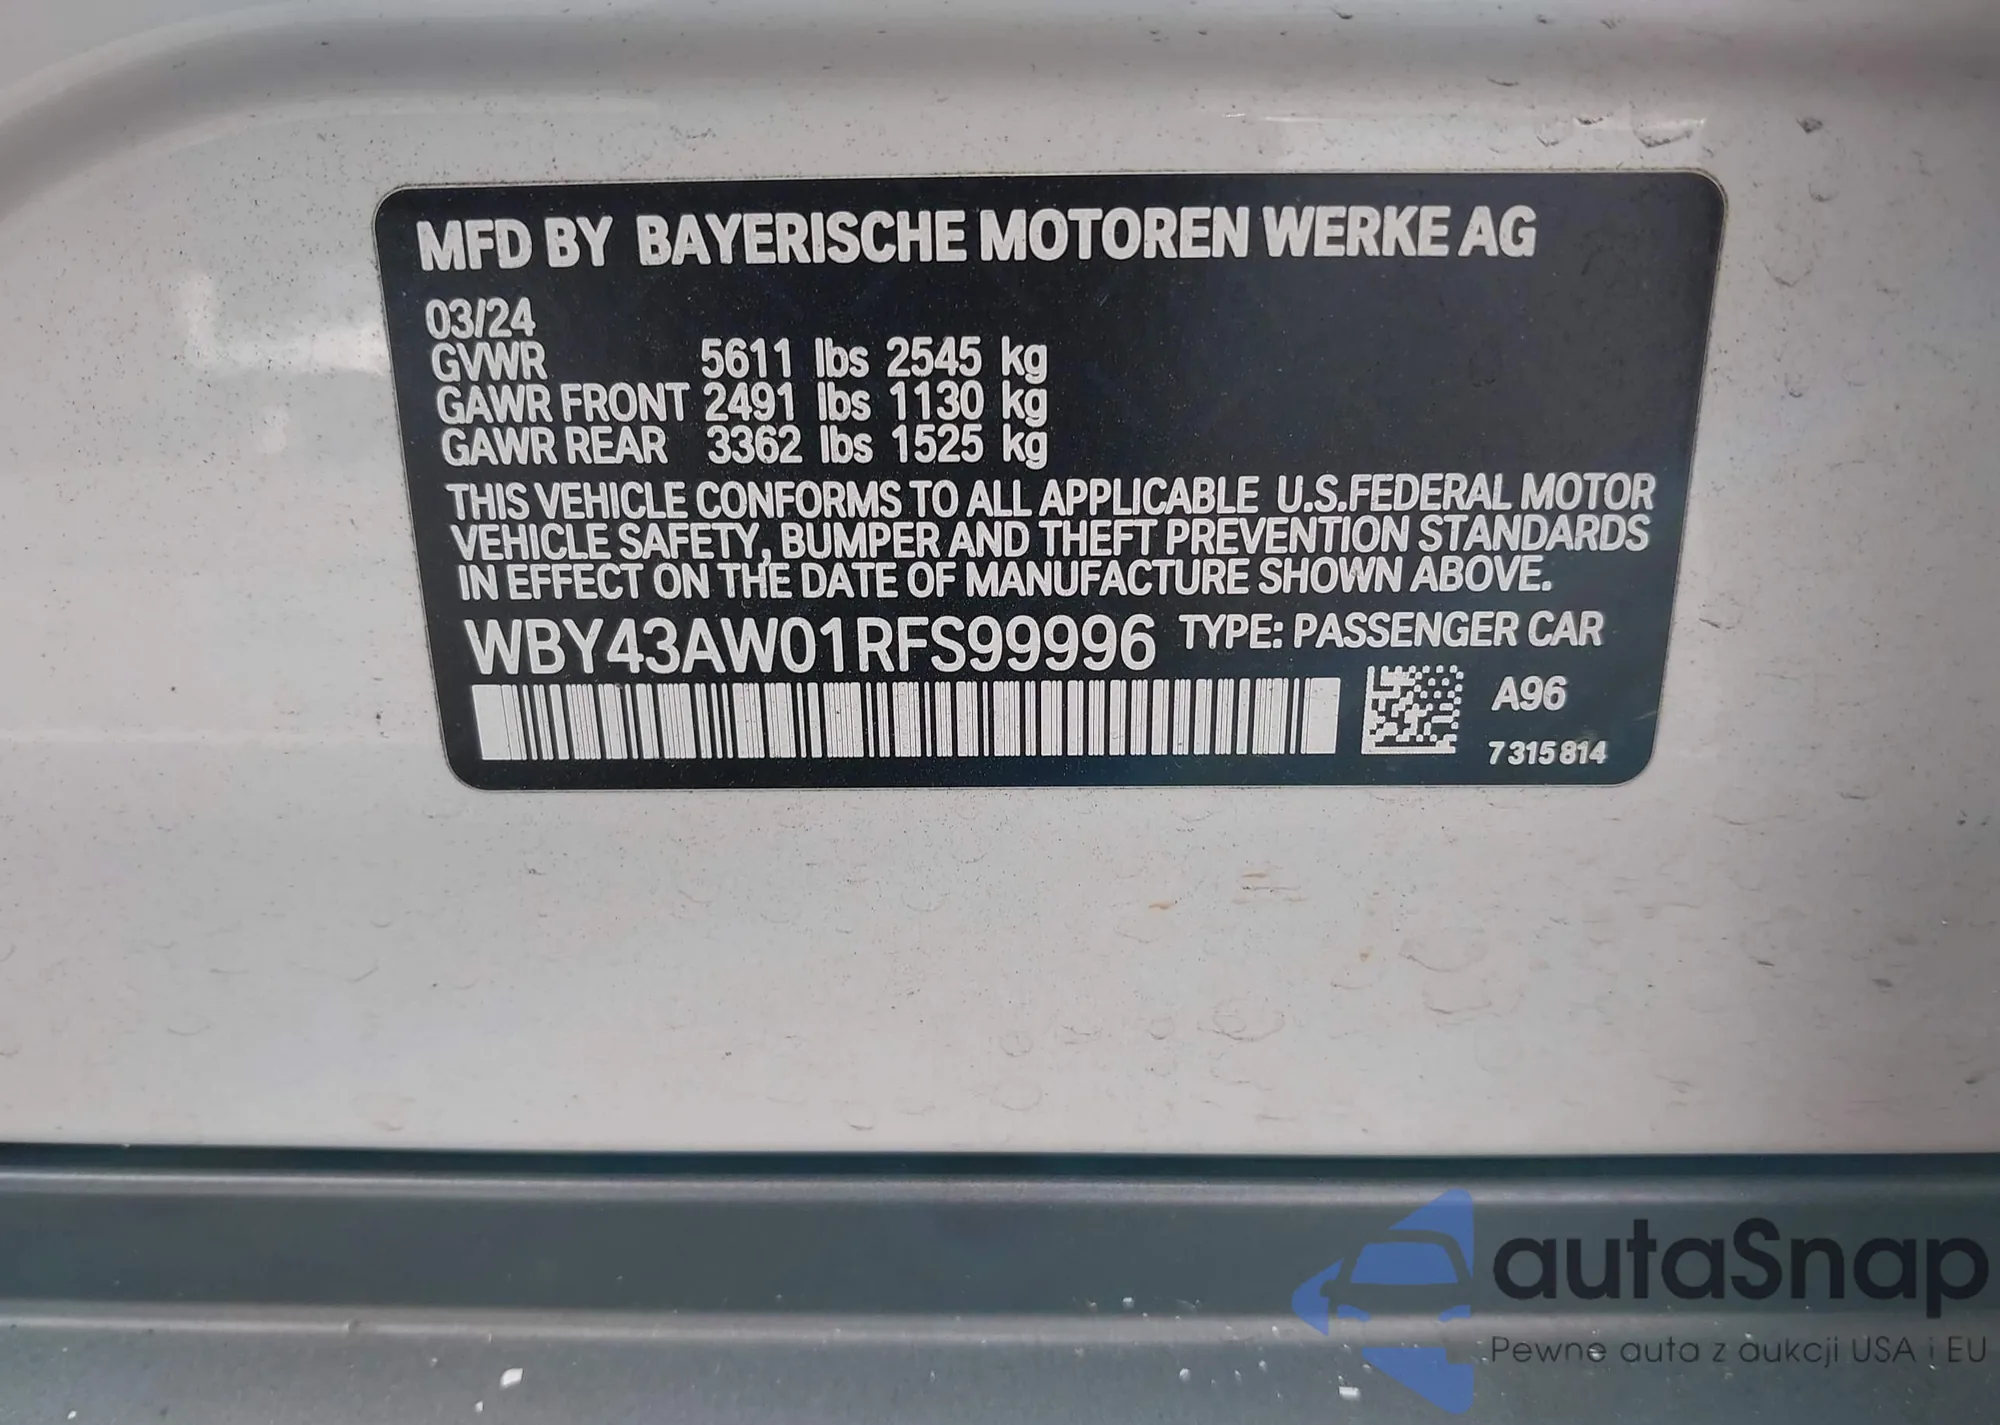 MFD BY BAYERISCHE MOTOREN WERKE AG
03/24
GVWR 5611 lbs 2545 kg
GAWR FRONT 2491 lbs 1130 kg
GAWR REAR 3362 lbs 1525 kg
THIS VEHICLE CONFORMS TO ALL APPLICABLE U.S.FEDERAL MOTOR
VEHICLE SAFETY, BUMPER AND THEFT PREVENTION STANDARDS
IN EFFECT ON THE DATE OF MANUFACTURE SHOWN ABOVE.
WBY43AW01RFS99996 TYPE: PASSENGER CAR
A96
7315814
autaSnap
Pewne auta z aukcji USA i EU